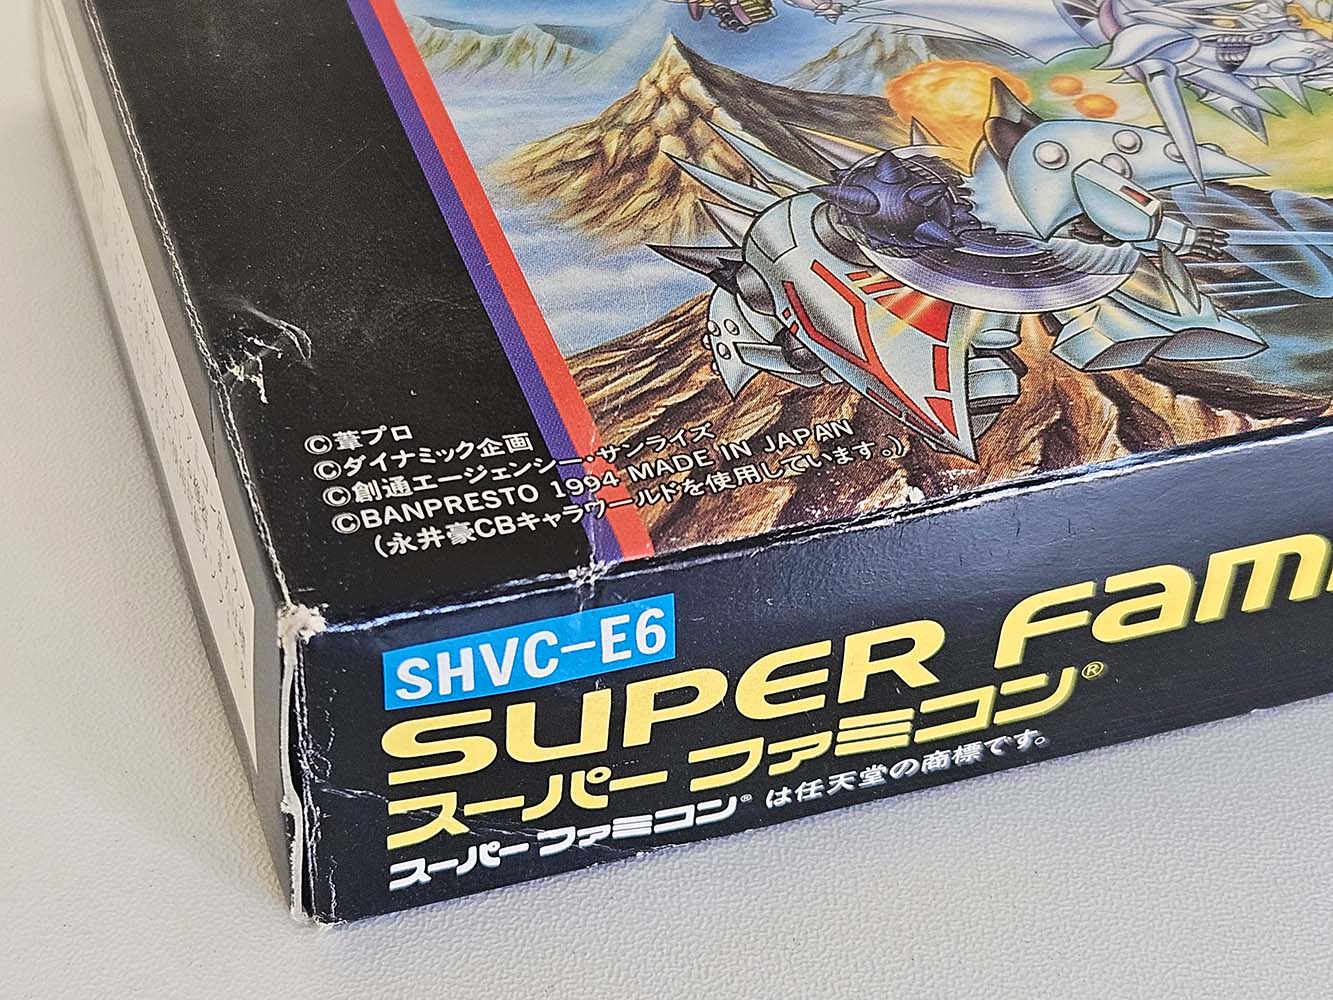 ©葦プロ
©ダイナミック企画
©創通エージェンシー・サンライズ
©BANPRESTO 1994 MADE IN JAPAN
(永井豪CBキャラワールドを使用しています。)
SHVC-E6
SUPER Fam
スーパーファミコン®
スーパーファミコン®は任天堂の商標です。